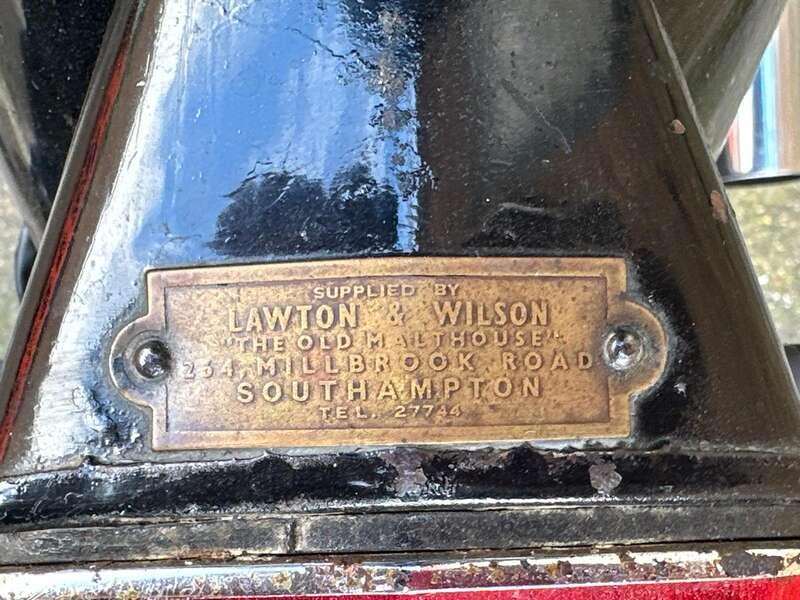 SUPPLIED BY
LAWTON & WILSON
"THE OLD MALTHOUSE"
234, MILLBROOK ROAD
SOUTHAMPTON
TEL. 27744